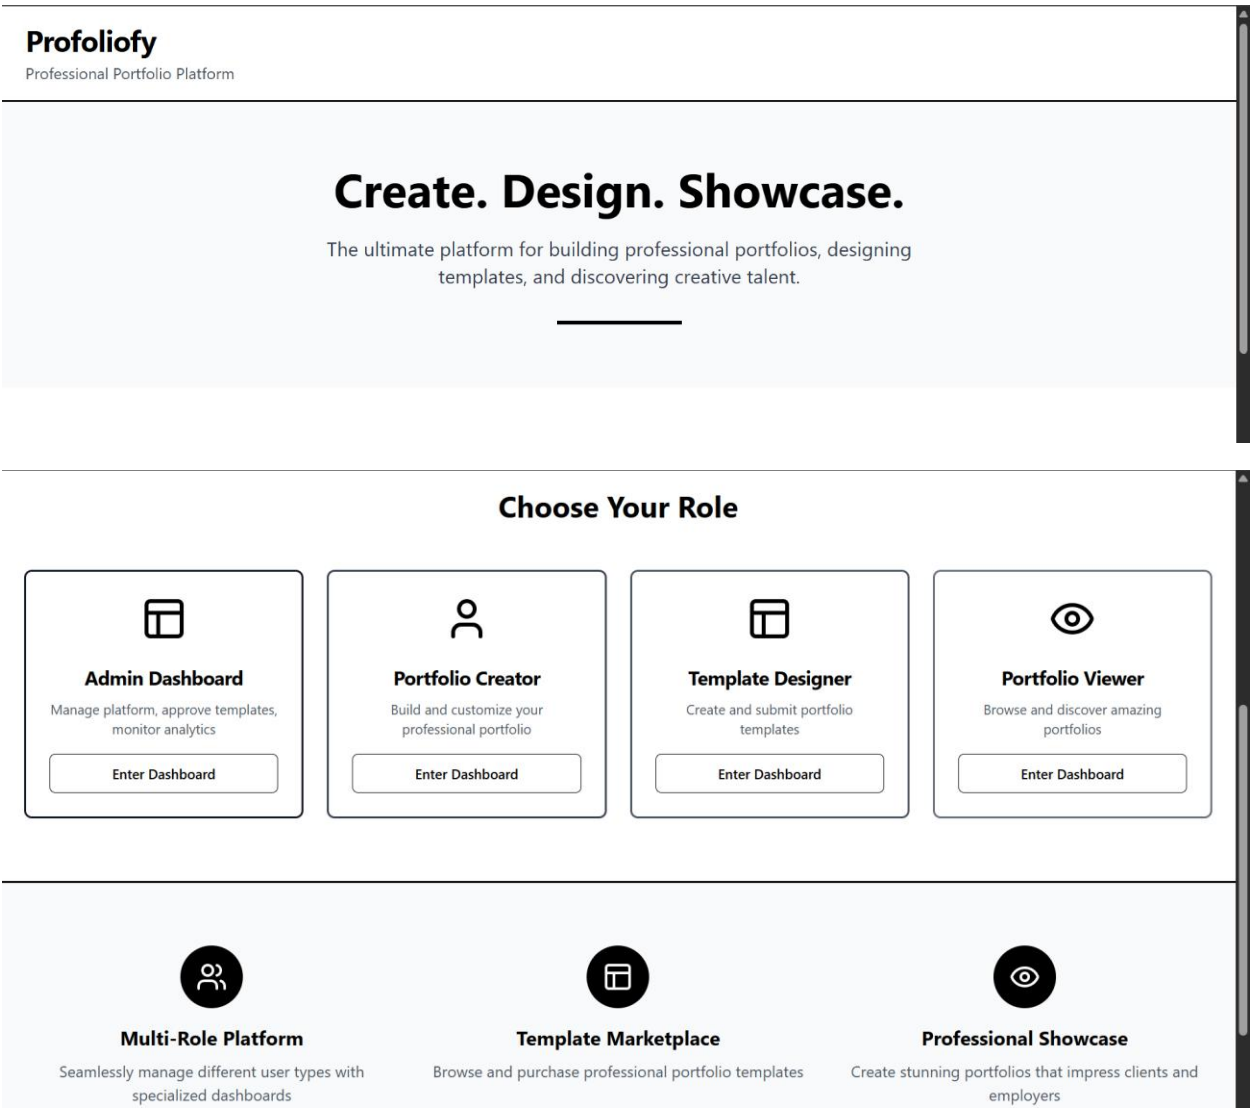 Profoliofy
Professional Portfolio Platform
Create. Design. Showcase.
The ultimate platform for building professional portfolios, designing
templates, and discovering creative talent.
Choose Your Role
Admin Dashboard
Manage platform, approve templates,
monitor analytics
Enter Dashboard
Portfolio Creator
Build and customize your
professional portfolio
Enter Dashboard
Template Designer
Create and submit portfolio
templates
Enter Dashboard
Portfolio Viewer
Browse and discover amazing
portfolios
Enter Dashboard
Multi-Role Platform
Seamlessly manage different user types with
specialized dashboards
Template Marketplace
Browse and purchase professional portfolio templates
Professional Showcase
Create stunning portfolios that impress clients and
employers